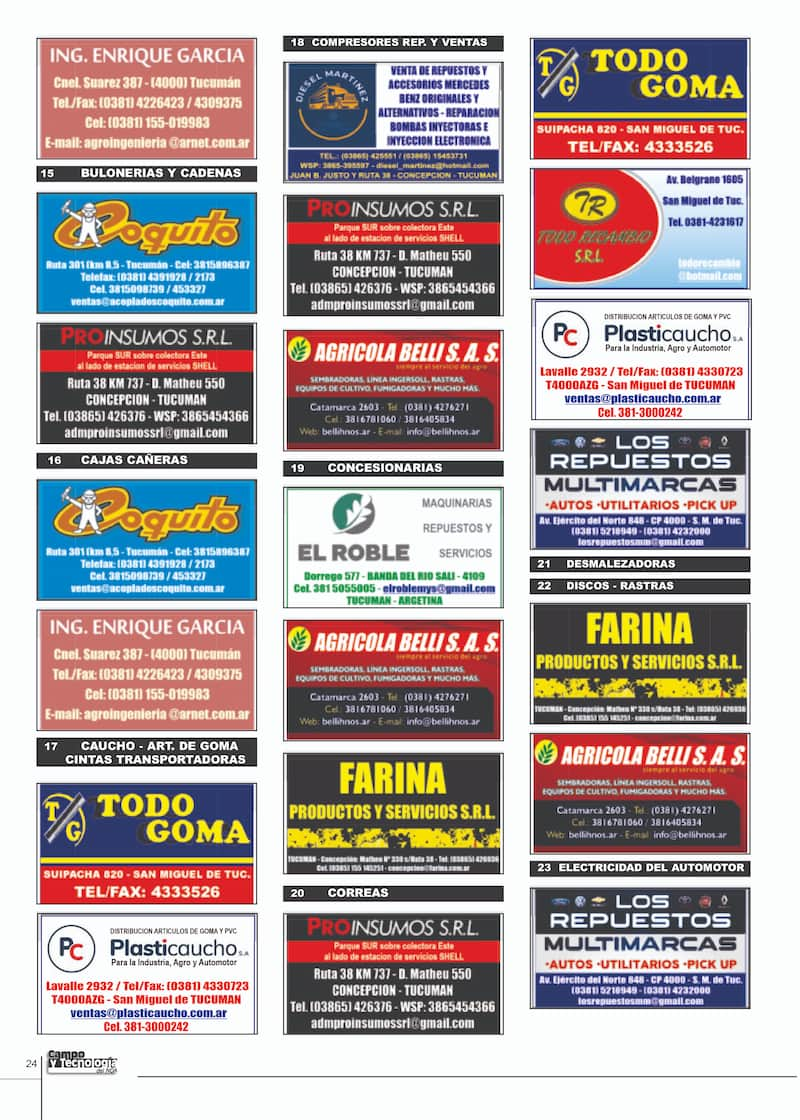 ING. ENRIQUE GARCIA
Cnel. Suarez 387 - (4000) Tucumán
Tel./Fax: (0381) 4226423 / 4309375
Cel: (0381) 155-019983
E-mail: agroingenieria @arnet.com.ar
15 BULONERIAS Y CADENAS
Coquito
Ruta 301 (km 8,5 - Tucumán - Cel: 3815896387
Telefax: (0381) 4391928 / 2173
Cel. 3815098739 / 453327
ventas@acopladoscoquito.com.ar
PROINSUMOS S.R.L.
Parque SUR sobre colectora Este
al lado de estacion de servicios SHELL
Ruta 38 KM 737 - D. Matheu 550
CONCEPCION - TUCUMAN
Tel. (03865) 426376 - WSP: 3865454366
admproinsumossrl@gmail.com
16 CAJAS CAÑERAS
Coquito
Ruta 301 (km 8,5 - Tucumán - Cel: 3815896387
Telefax: (0381) 4391928 / 2173
Cel. 3815098739 / 453327
ventas@acopladoscoquito.com.ar
ING. ENRIQUE GARCIA
Cnel. Suarez 387 - (4000) Tucumán
Tel./Fax: (0381) 4226423 / 4309375
Cel: (0381) 155-019983
E-mail: agroingenieria @arnet.com.ar
17 CAUCHO - ART. DE GOMA
CINTAS TRANSPORTADORAS
TG TODO
GOMA
SUIPACHA 820 - SAN MIGUEL DE TUC.
TEL/FAX: 4333526
DISTRIBUCION ARTICULOS DE GOMA Y PVC
PC Plasticaucho S.A
Para la Industria, Agro y Automotor
Lavalle 2932 / Tel/Fax: (0381) 4330723
T4000AZG - San Miguel de TUCUMAN
ventas@plasticaucho.com.ar
Cel. 381-3000242
18 COMPRESORES REP. Y VENTAS
DIESEL MARTINEZ
VENTA DE REPUESTOS Y
ACCESORIOS MERCEDES
BENZ ORIGINALES Y
ALTERNATIVOS - REPARACION
BOMBAS INYECTORAS E
INYECCION ELECTRONICA
TEL.: (03865) 425551 / (03865) 15453731
WSP: 3865-395597 - diesel_martinez@hotmail.com
JUAN B. JUSTO Y RUTA 38 - CONCEPCION - TUCUMAN
PROINSUMOS S.R.L.
Parque SUR sobre colectora Este
al lado de estacion de servicios SHELL
Ruta 38 KM 737 - D. Matheu 550
CONCEPCION - TUCUMAN
Tel. (03865) 426376 - WSP: 3865454366
admproinsumossrl@gmail.com
AGRICOLA BELLI S. A. S.
siempre al servicio del agro
SEMBRADORAS, LÍNEA INGERSOLL, RASTRAS,
EQUIPOS DE CULTIVO, FUMIGADORAS Y MUCHO MÁS.
Catamarca 2603 - Tel.: (0381) 4276271
Cel.: 3816781060 / 3816405834
Web: bellihnos.ar - E-mail: info@bellihnos.ar
19 CONCESIONARIAS
EL ROBLE
MAQUINARIAS
REPUESTOS Y
SERVICIOS
Dorrego 577 - BANDA DEL RIO SALI - 4109
Cel. 381 5055005 - elroblemys@gmail.com
TUCUMAN - ARGETINA
AGRICOLA BELLI S. A. S.
siempre al servicio del agro
SEMBRADORAS, LÍNEA INGERSOLL, RASTRAS,
EQUIPOS DE CULTIVO, FUMIGADORAS Y MUCHO MÁS.
Catamarca 2603 - Tel.: (0381) 4276271
Cel.: 3816781060 / 3816405834
Web: bellihnos.ar - E-mail: info@bellihnos.ar
FARINA
PRODUCTOS Y SERVICIOS S.R.L.
TUCUMAN - Concepción: Matheu Nº 330 s/Ruta 38 - Tel: (03865) 426936
Cel. (0385) 155 145251 - concepcion@farina.com.ar
20 CORREAS
PROINSUMOS S.R.L.
Parque SUR sobre colectora Este
al lado de estacion de servicios SHELL
Ruta 38 KM 737 - D. Matheu 550
CONCEPCION - TUCUMAN
Tel. (03865) 426376 - WSP: 3865454366
admproinsumossrl@gmail.com
TG TODO
GOMA
SUIPACHA 820 - SAN MIGUEL DE TUC.
TEL/FAX: 4333526
TR
TODO RECAMBIO
S.R.L.
Av. Belgrano 1605
San Miguel de Tuc.
Tel. 0381-4231617
todorecambio
@hotmail.com
DISTRIBUCION ARTICULOS DE GOMA Y PVC
PC Plasticaucho S.A
Para la Industria, Agro y Automotor
Lavalle 2932 / Tel/Fax: (0381) 4330723
T4000AZG - San Miguel de TUCUMAN
ventas@plasticaucho.com.ar
Cel. 381-3000242
LOS
REPUESTOS
MULTIMARCAS
•AUTOS •UTILITARIOS •PICK UP
Av. Ejército del Norte 848 - CP 4000 - S. M. de Tuc.
(0381) 5218949 - (0381) 4232000
losrepuestosmm@gmail.com
21 DESMALEZADORAS
22 DISCOS - RASTRAS
FARINA
PRODUCTOS Y SERVICIOS S.R.L.
TUCUMAN - Concepción: Matheu Nº 330 s/Ruta 38 - Tel: (03865) 426936
Cel. (0385) 155 145251 - concepcion@farina.com.ar
AGRICOLA BELLI S. A. S.
siempre al servicio del agro
SEMBRADORAS, LÍNEA INGERSOLL, RASTRAS,
EQUIPOS DE CULTIVO, FUMIGADORAS Y MUCHO MÁS.
Catamarca 2603 - Tel.: (0381) 4276271
Cel.: 3816781060 / 3816405834
Web: bellihnos.ar - E-mail: info@bellihnos.ar
23 ELECTRICIDAD DEL AUTOMOTOR
LOS
REPUESTOS
MULTIMARCAS
•AUTOS •UTILITARIOS •PICK UP
Av. Ejército del Norte 848 - CP 4000 - S. M. de Tuc.
(0381) 5218949 - (0381) 4232000
losrepuestosmm@gmail.com
24
Campo
Y Tecnología
del NOA